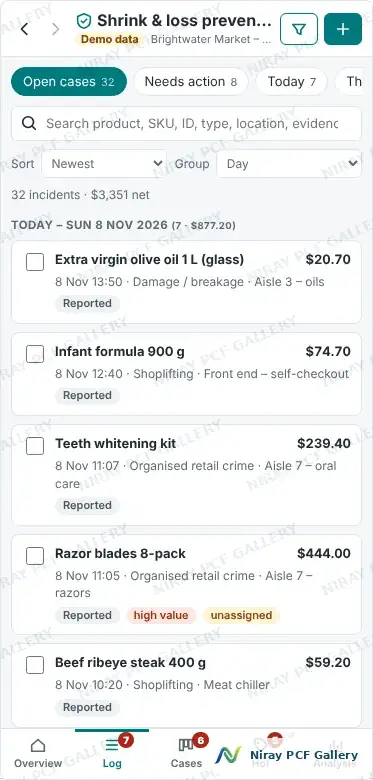 Shrink & loss preven...
Demo data Brightwater Market – ...
Open cases 32 Needs action 8 Today 7 Th
Search product, SKU, ID, type, location, evidenc
Sort Newest Group Day
32 incidents · $3,351 net
TODAY – SUN 8 NOV 2026 (7 · $877.20)
Extra virgin olive oil 1 L (glass) $20.70
8 Nov 13:50 · Damage / breakage · Aisle 3 – oils
Reported
Infant formula 900 g $74.70
8 Nov 12:40 · Shoplifting · Front end – self-checkout
Reported
Teeth whitening kit $239.40
8 Nov 11:07 · Organised retail crime · Aisle 7 – oral
care
Reported
Razor blades 8-pack $444.00
8 Nov 11:05 · Organised retail crime · Aisle 7 –
razors
Reported high value unassigned
Beef ribeye steak 400 g $59.20
8 Nov 10:20 · Shoplifting · Meat chiller
Reported
7 6
Overview Log Cases Analysis
Niray PCF Gallery
NIRAY PCF GALLERY